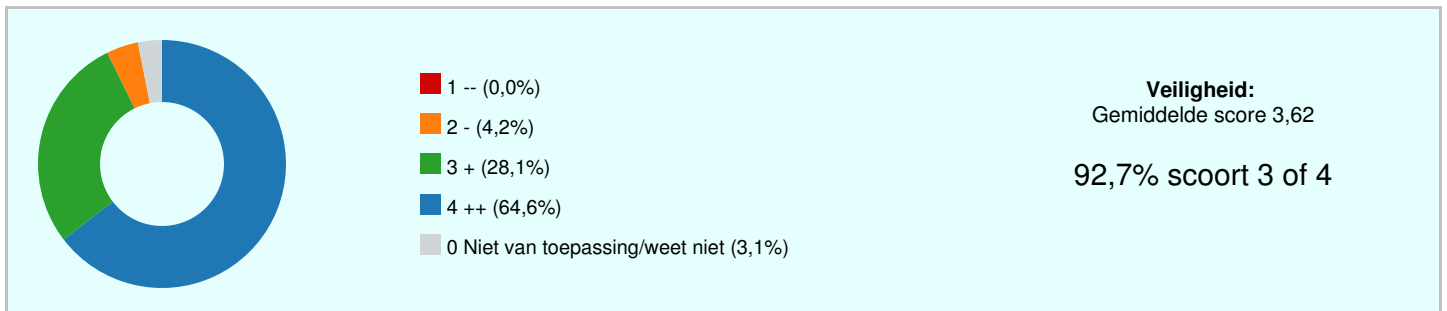 1 -- (0,0%)
2 - (4,2%)
3 + (28,1%)
4 ++ (64,6%)
0 Niet van toepassing/weet niet (3,1%)
Veiligheid:
Gemiddelde score 3,62
92,7% scoort 3 of 4